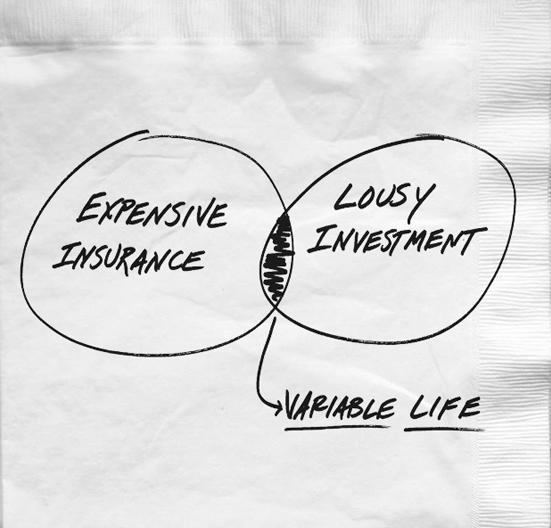 EXPENSIVE
INSURANCE
LOUSY
INVESTMENT
VARIABLE LIFE